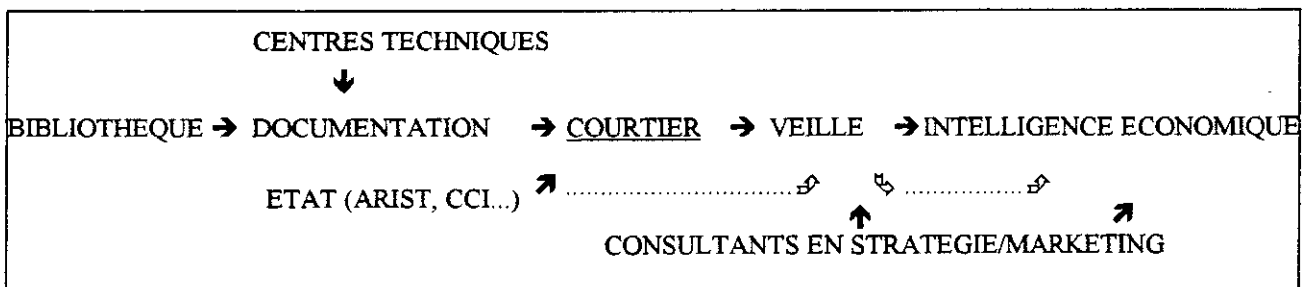 CENTRES TECHNIQUES
↓
BIBLIOTHEQUE → DOCUMENTATION → COURTIER → VEILLE → INTELLIGENCE ECONOMIQUE
ETAT (ARIST, CCI...) ↗ ........................................ ..........................
CONSULTANTS EN STRATEGIE/MARKETING